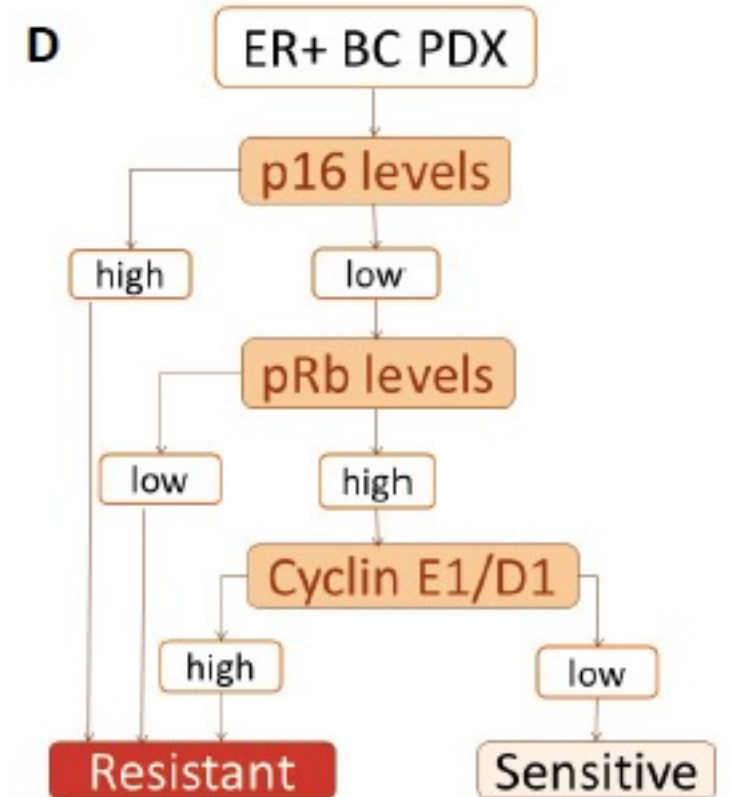 D
ER+ BC PDX
p16 levels
high
low
pRb levels
low
high
Cyclin E1/D1
high
low
Resistant
Sensitive